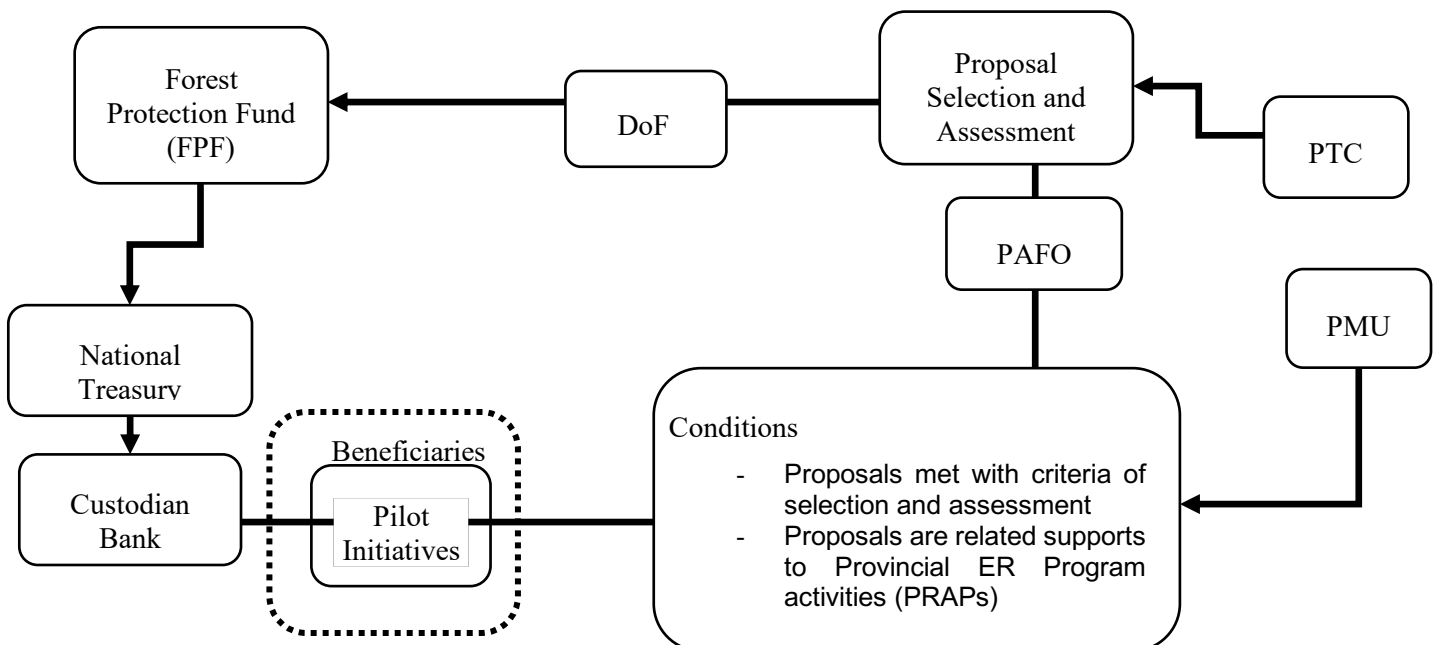 Forest
Protection Fund
(FPF)
DoF
Proposal
Selection and
Assessment
PTC
PAFO
PMU
National
Treasury
Custodian
Bank
Beneficiaries
Pilot
Initiatives
Conditions
- Proposals met with criteria of
selection and assessment
- Proposals are related supports
to Provincial ER Program
activities (PRAPs)